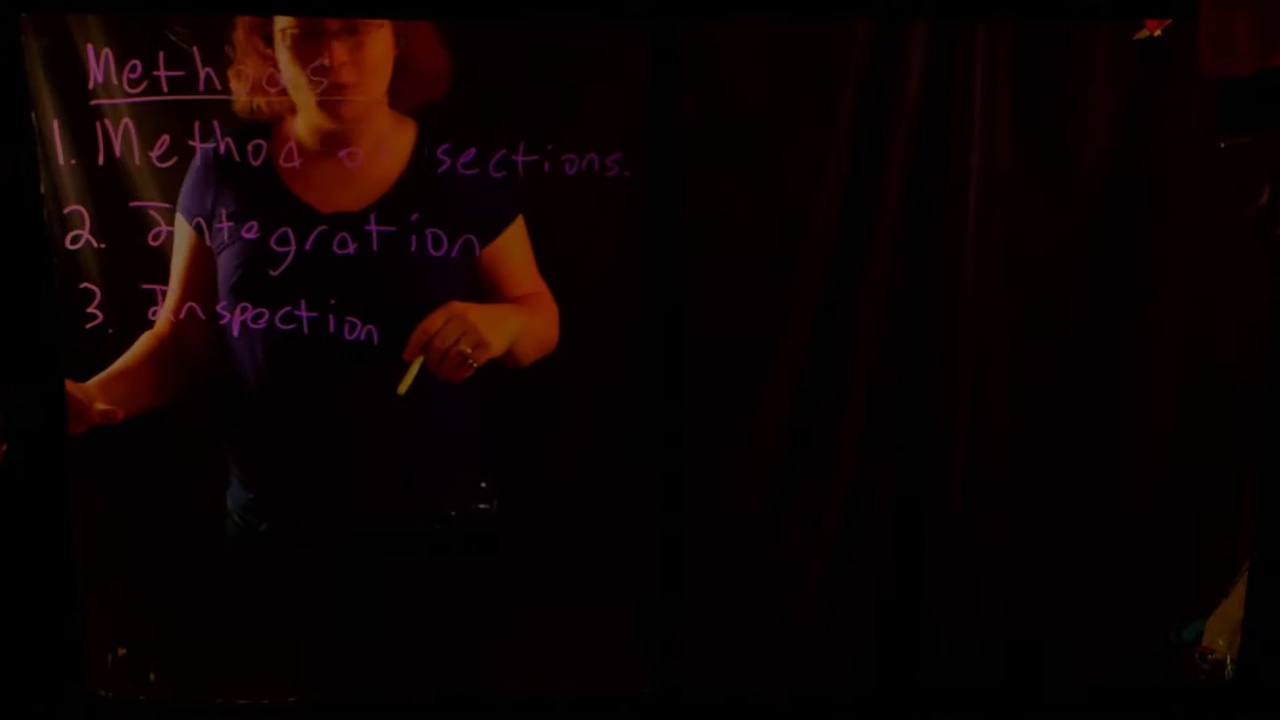 Methods
1. Method of sections.
2. Integration
3. Inspection